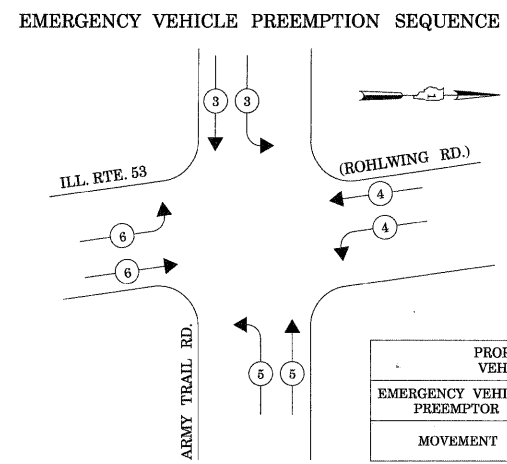 EMERGENCY VEHICLE PREEMPTION SEQUENCE
3 3
ILL. RTE. 53
(ROHLWING RD.)
4
4
6
6
5 5
ARMY TRAIL RD.
EMERGENCY
PREEMPTOR
MOVEMENT